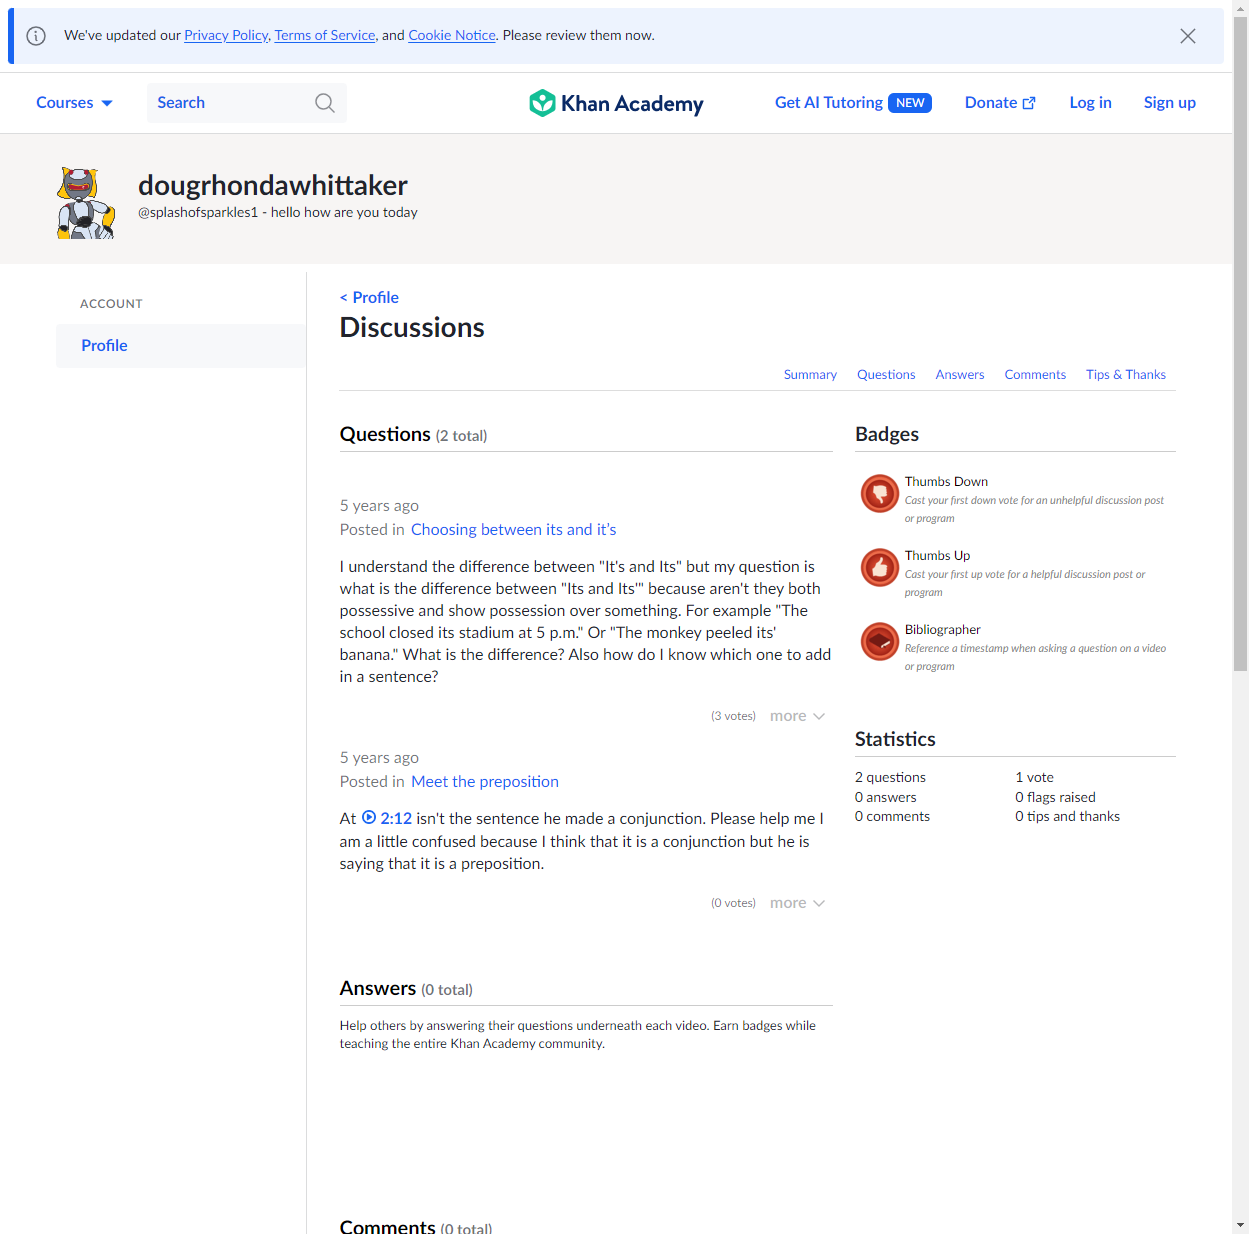 We've updated our Privacy Policy, Terms of Service, and Cookie Notice. Please review them now.
Courses
Search
Khan Academy
Get AI Tutoring NEW
Donate
Log in
Sign up
dougrhondawhittaker
@splashofsparkles1 - hello how are you today
ACCOUNT
Profile
< Profile
Discussions
Summary
Questions
Answers
Comments
Tips & Thanks
Questions (2 total)
5 years ago
Posted in Choosing between its and it's
I understand the difference between "It's and Its" but my question is
what is the difference between "Its and Its'" because aren't they both
possessive and show possession over something. For example "The
school closed its stadium at 5 p.m." Or "The monkey peeled its'
banana." What is the difference? Also how do I know which one to add
in a sentence?
(3 votes) more
5 years ago
Posted in Meet the preposition
At 2:12 isn't the sentence he made a conjunction. Please help me I
am a little confused because I think that it is a conjunction but he is
saying that it is a preposition.
(0 votes) more
Answers (0 total)
Help others by answering their questions underneath each video. Earn badges while
teaching the entire Khan Academy community.
Comments (0 total)
Badges
Thumbs Down
Cast your first down vote for an unhelpful discussion post
or program
Thumbs Up
Cast your first up vote for a helpful discussion post or
program
Bibliographer
Reference a timestamp when asking a question on a video
or program
Statistics
2 questions
0 answers
0 comments
1 vote
0 flags raised
0 tips and thanks